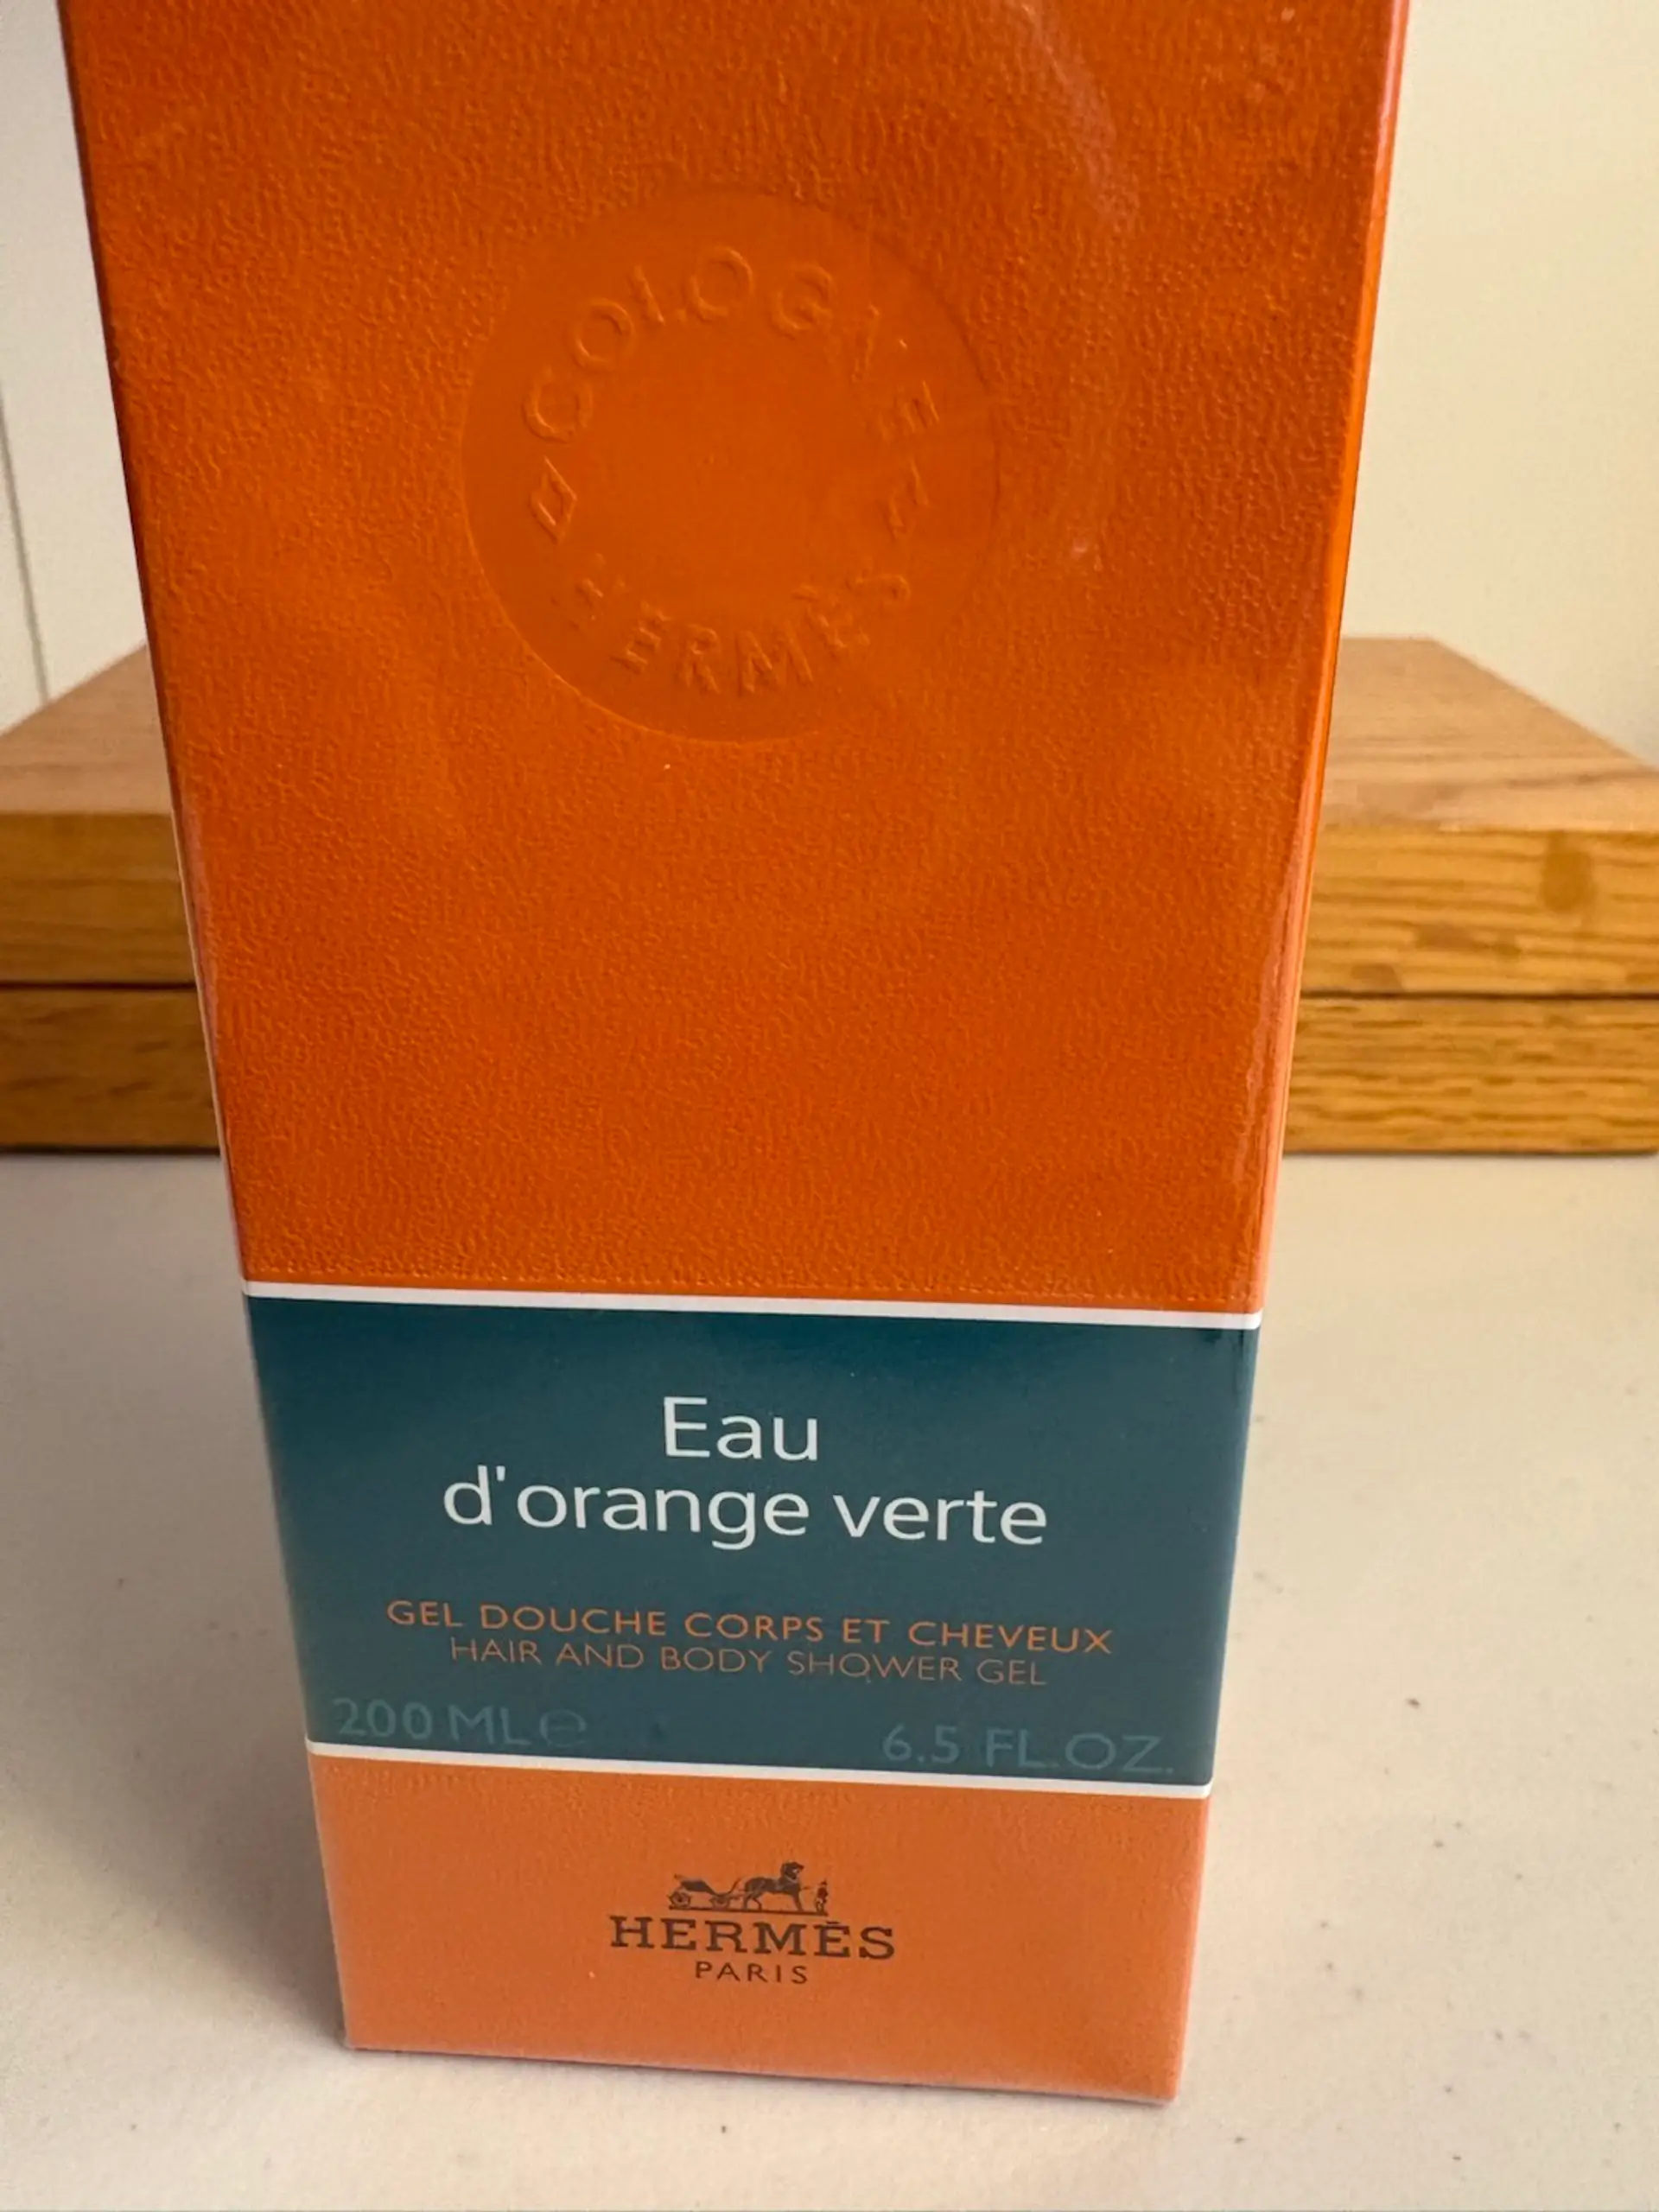 COLOGNE
HERMÈS
Eau
d'orange verte
GEL DOUCHE CORPS ET CHEVEUX
HAIR AND BODY SHOWER GEL
200 ML ℮ 6.5 FL.OZ.
HERMÈS
PARIS